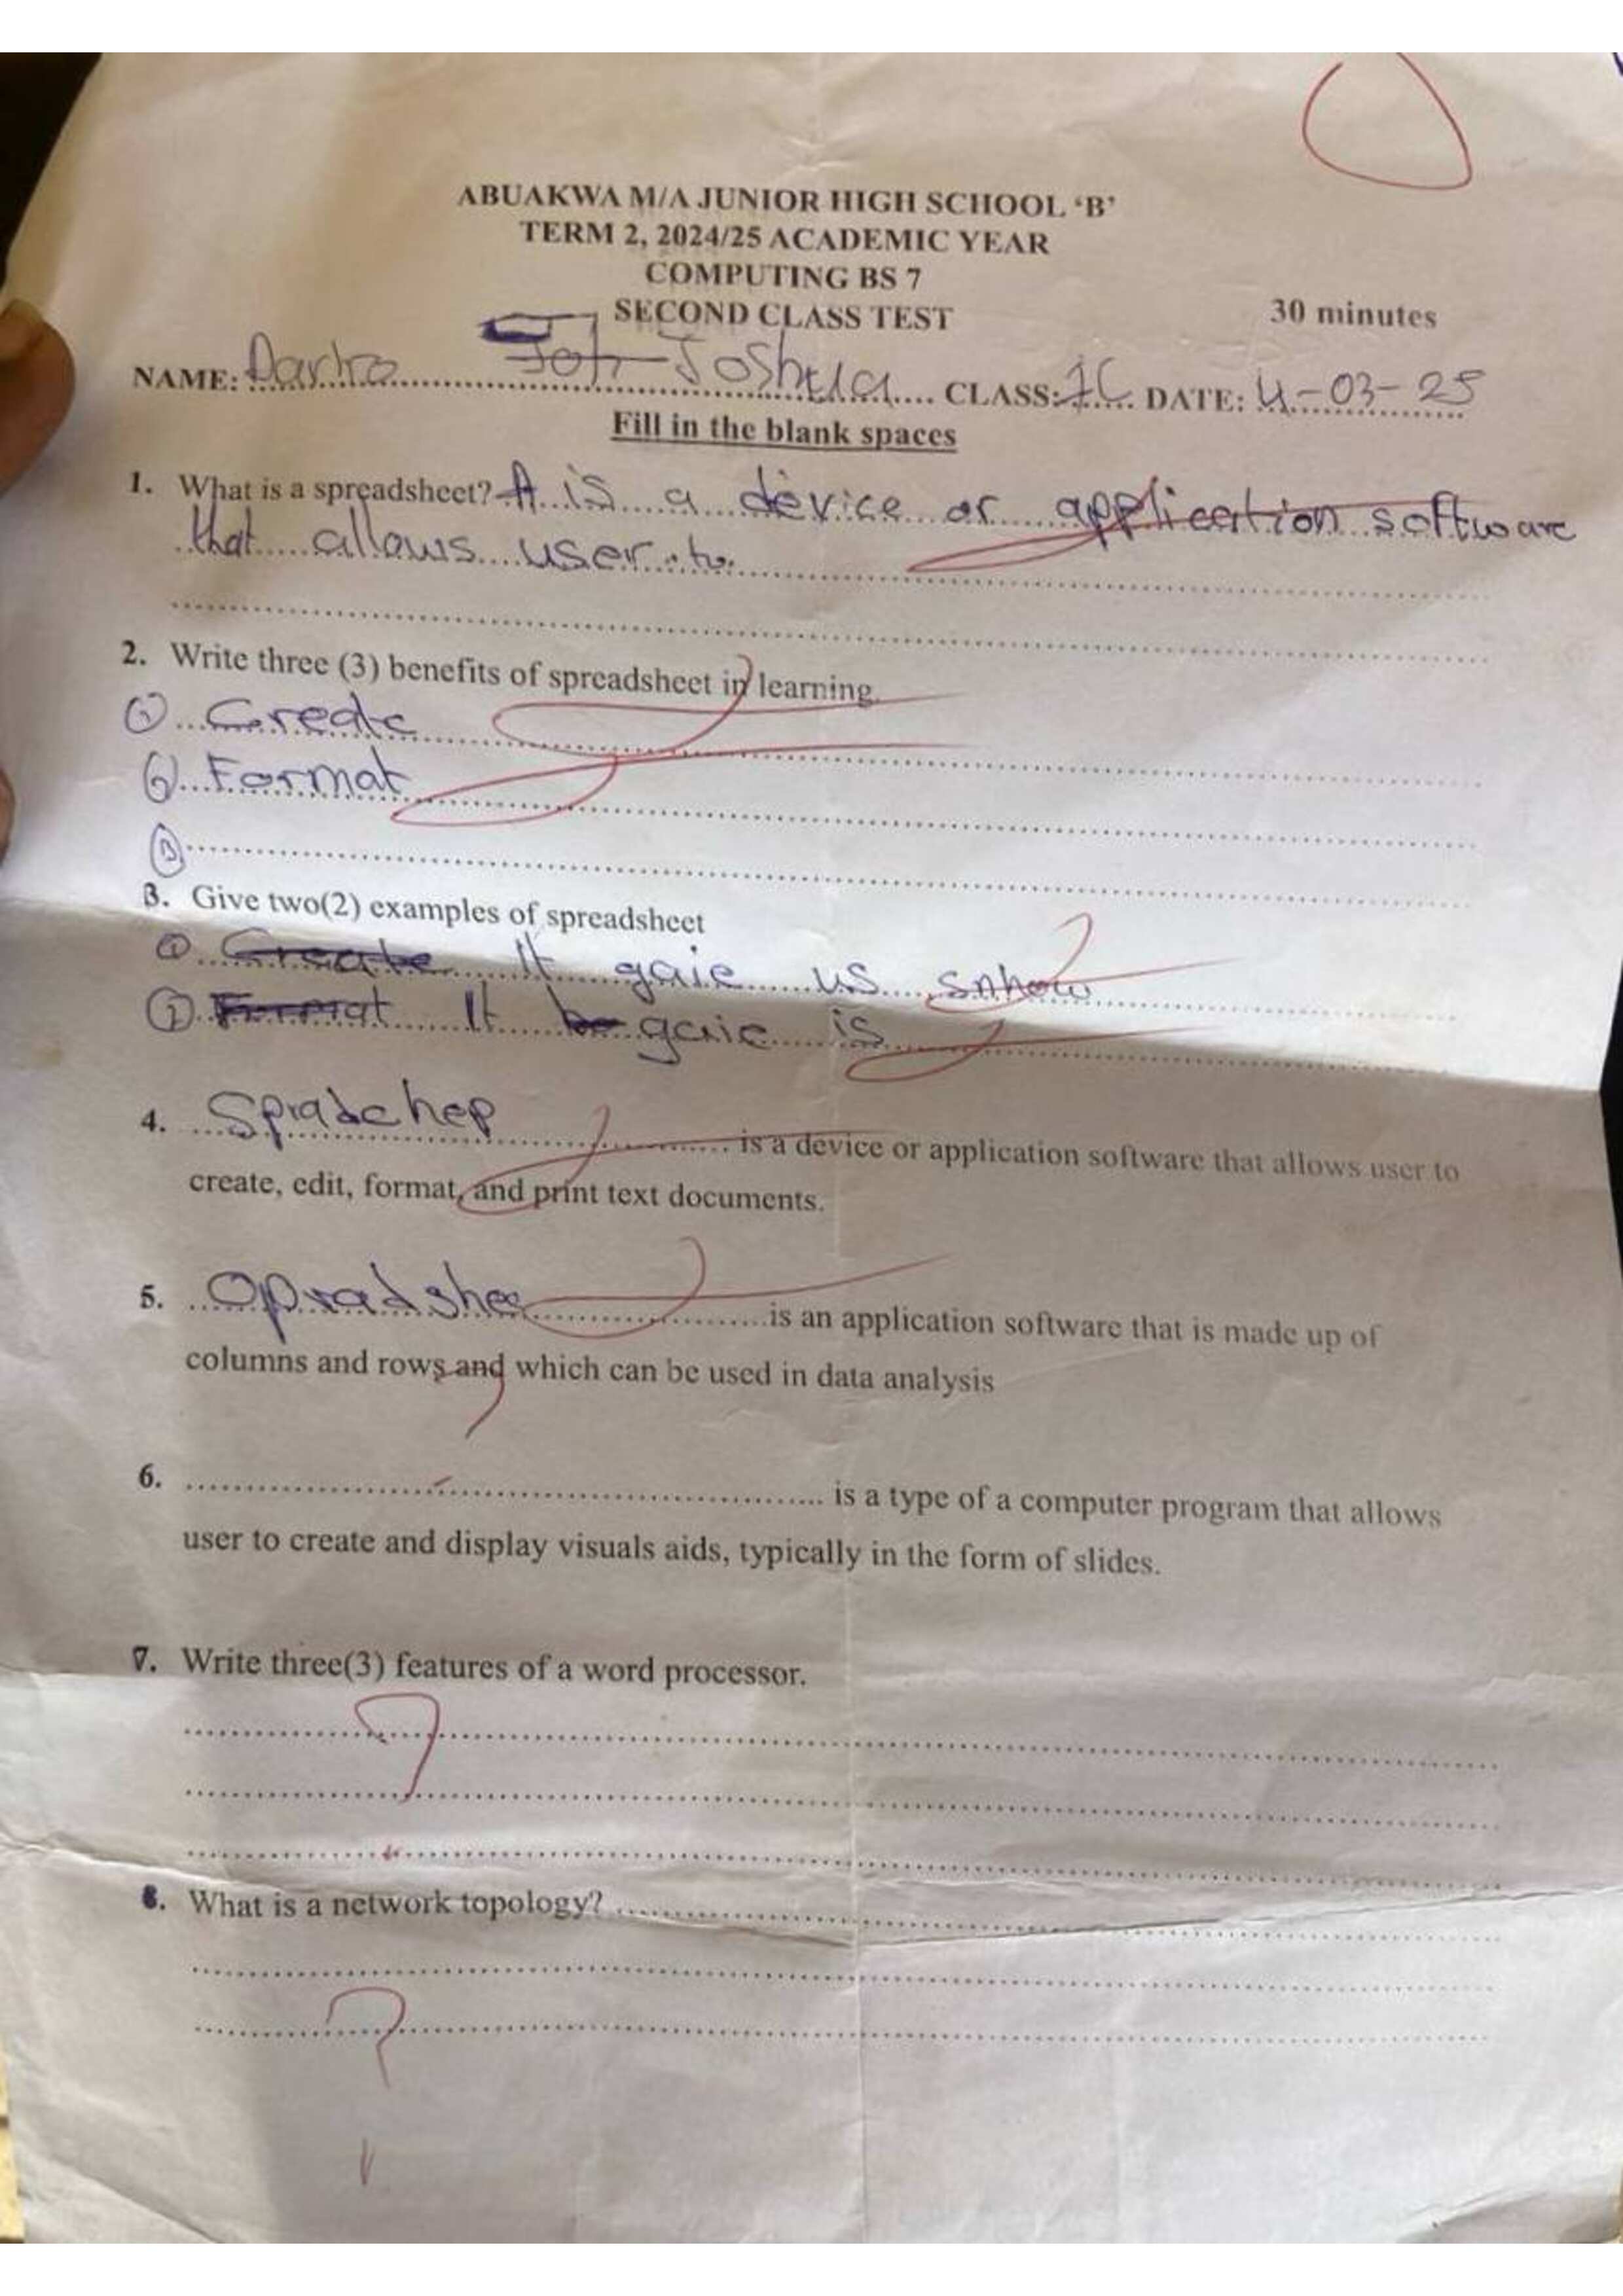 ABUAKWA M/A JUNIOR HIGH SCHOOL ‘B’
TERM 2, 2024/25 ACADEMIC YEAR
COMPUTING BS 7
SECOND CLASS TEST
30 minutes
NAME: Joshua CLASS: 7C DATE: 4-03-25
Fill in the blank spaces
1. What is a spreadsheet? It is a device or application software
that allows user to
2. Write three (3) benefits of spreadsheet in learning.
① Create
② Format
③
3. Give two(2) examples of spreadsheet
① Create It gaie us snhow
② Format It be gaie is
4. Spradchep is a device or application software that allows user to
create, edit, format, and print text documents.
5. Opradshee is an application software that is made up of
columns and rows and which can be used in data analysis
6. is a type of a computer program that allows
user to create and display visuals aids, typically in the form of slides.
7. Write three(3) features of a word processor.
8. What is a network topology?